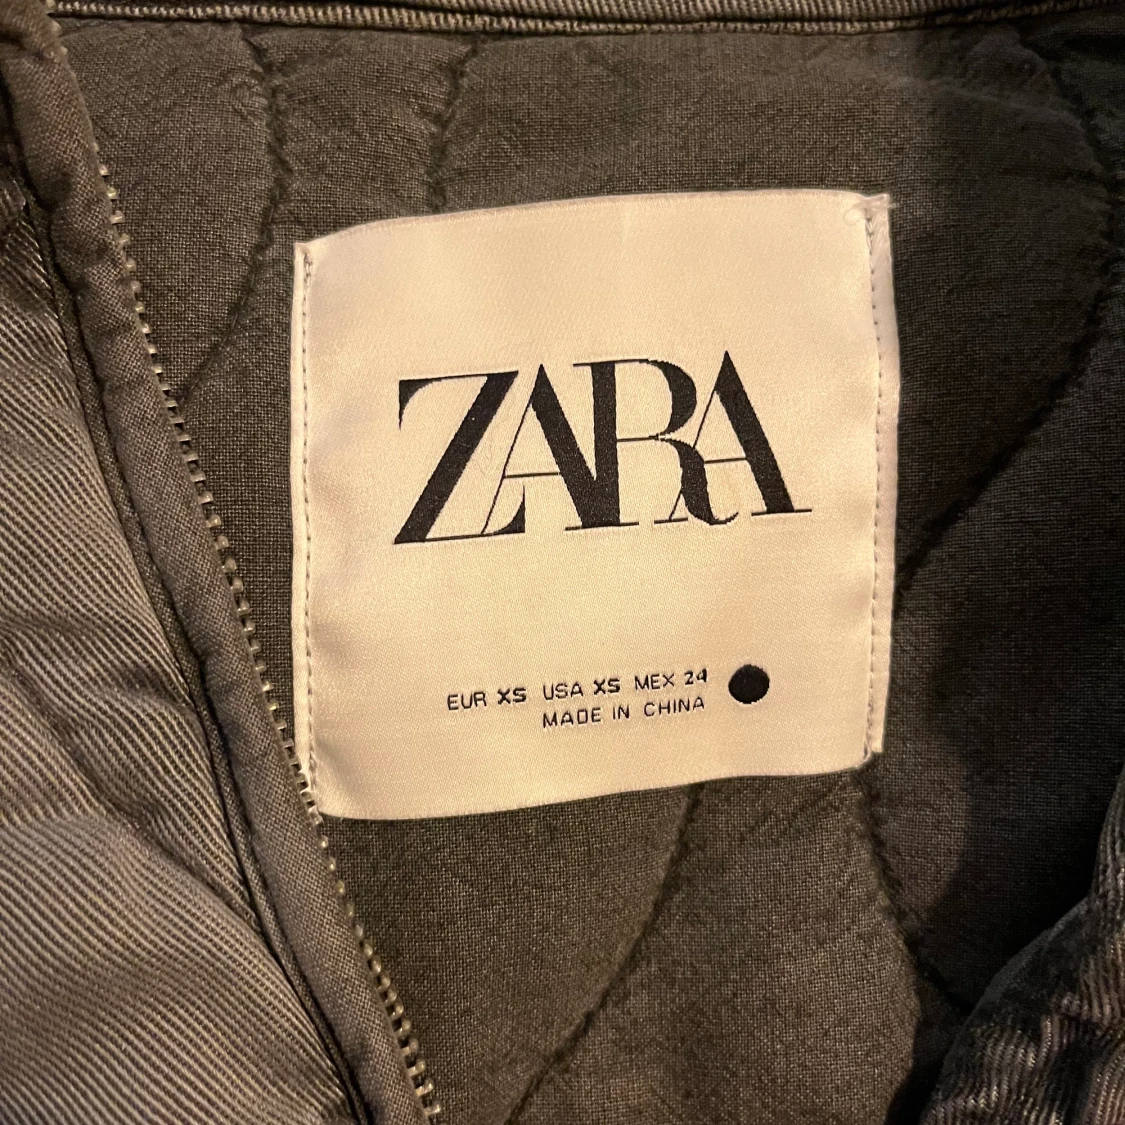 ZARA
EUR XS USA XS MEX 24
MADE IN CHINA